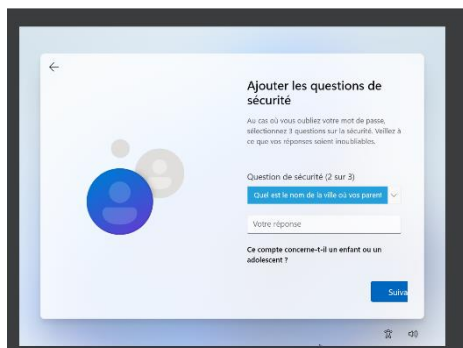 Ajouter les questions de
sécurité
Au cas où vous oubliez votre mot de passe,
sélectionnez 3 questions sur la sécurité. Veillez à
ce que vos réponses soient inoubliables.
Question de sécurité (2 sur 3)
Quel est le nom de la ville où vos parent
Votre réponse
Ce compte concerne-t-il un enfant ou un
adolescent ?
Suiva